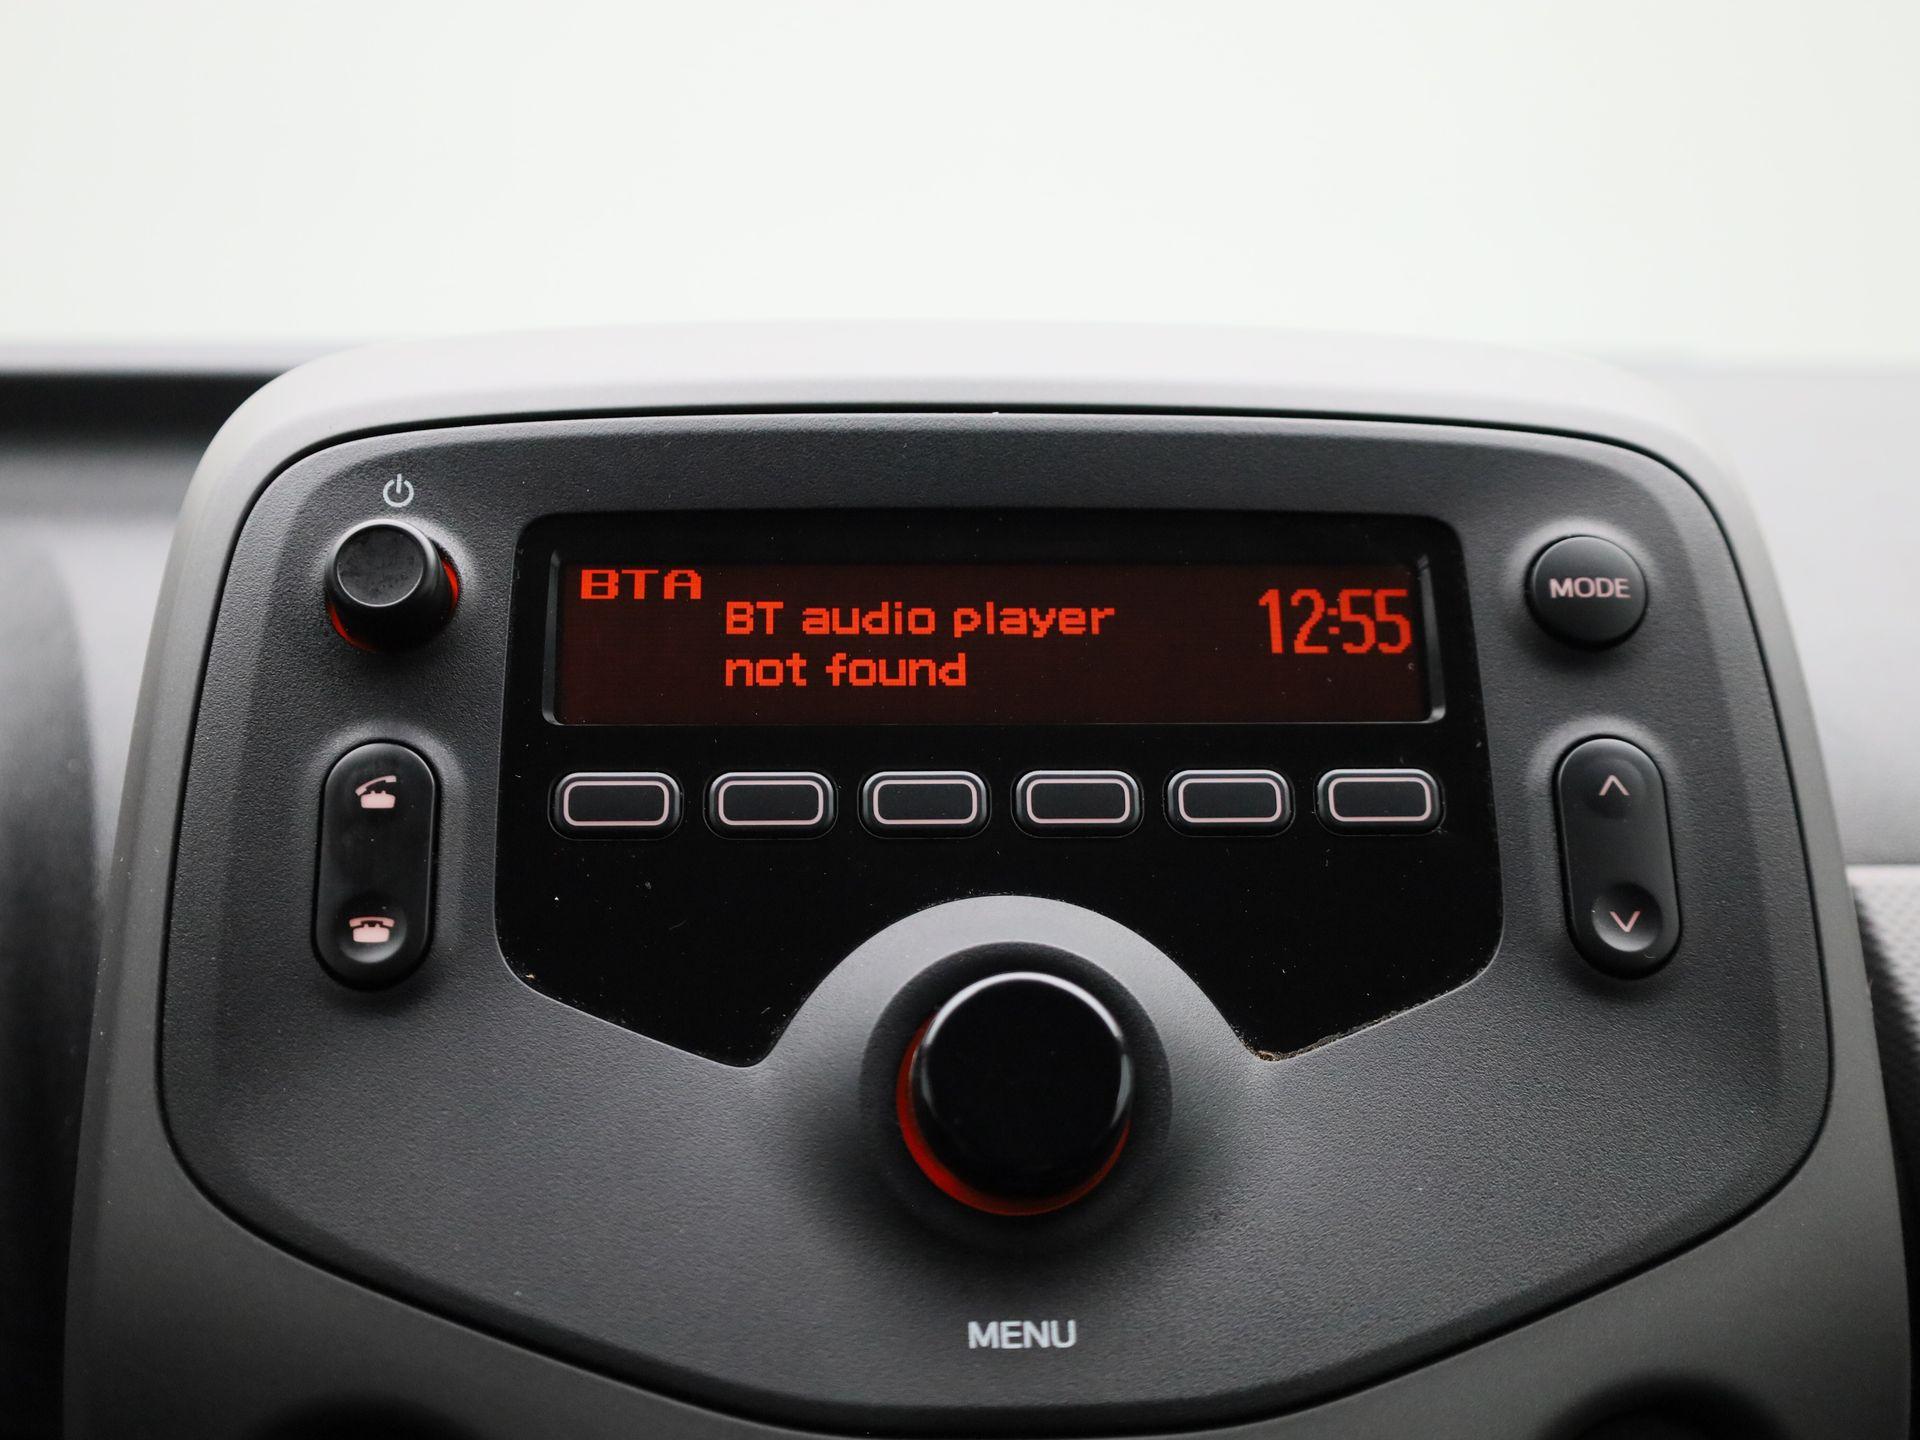 BTA
BT audio player
not found
12:55
MODE
MENU